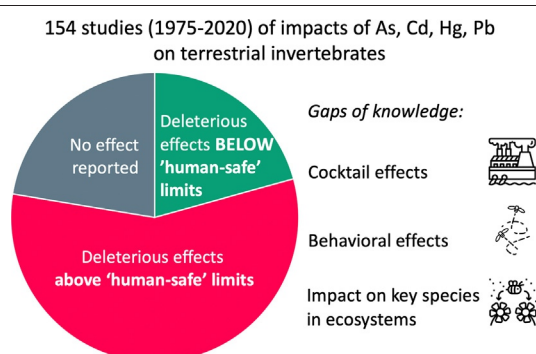 154 studies (1975-2020) of impacts of As, Cd, Hg, Pb
on terrestrial invertebrates
No effect
reported
Deleterious
effects BELOW
’human-safe’
limits
Deleterious effects
above ‘human-safe’ limits
Gaps of knowledge:
Cocktail effects
Behavioral effects
Impact on key species
in ecosystems